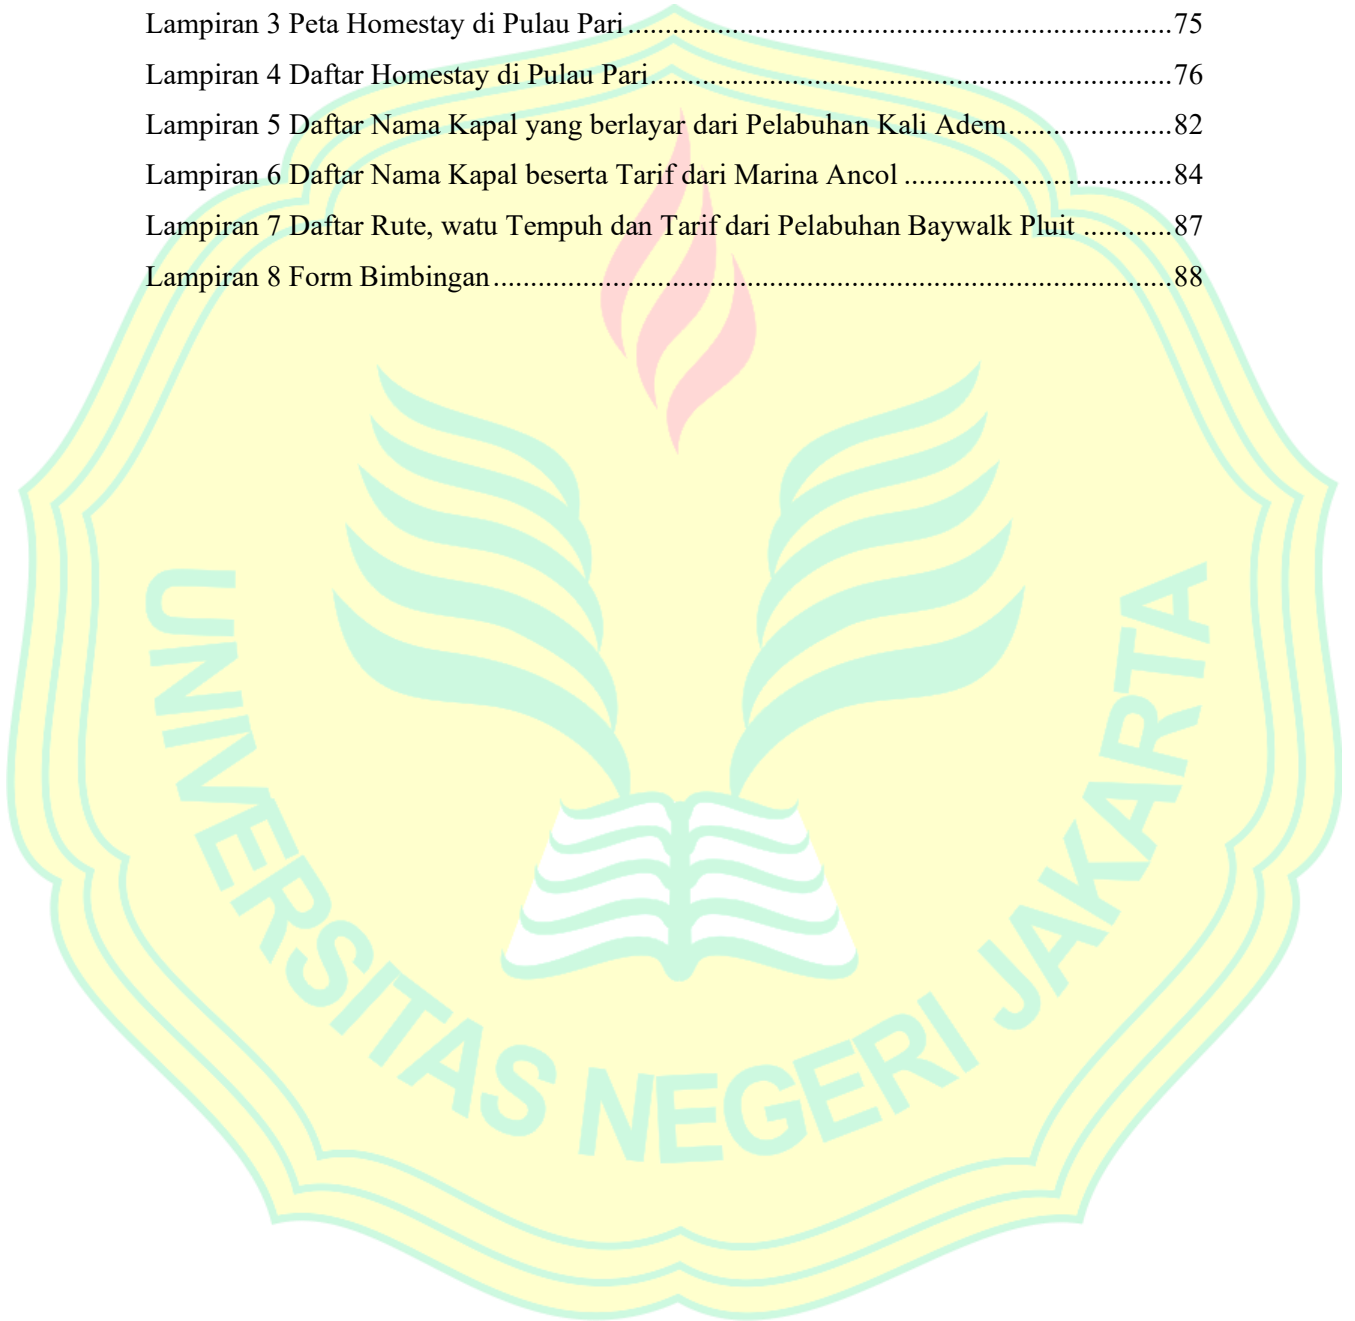 Lampiran 3 Peta Homestay di Pulau Pari.........................................................................75
Lampiran 4 Daftar Homestay di Pulau Pari......................................................................76
Lampiran 5 Daftar Nama Kapal yang berlayar dari Pelabuhan Kali Adem......................82
Lampiran 6 Daftar Nama Kapal beserta Tarif dari Marina Ancol ....................................84
Lampiran 7 Daftar Rute, watu Tempuh dan Tarif dari Pelabuhan Baywalk Pluit ............87
Lampiran 8 Form Bimbingan...........................................................................................88
UNIVERSITAS NEGERI JAKARTA